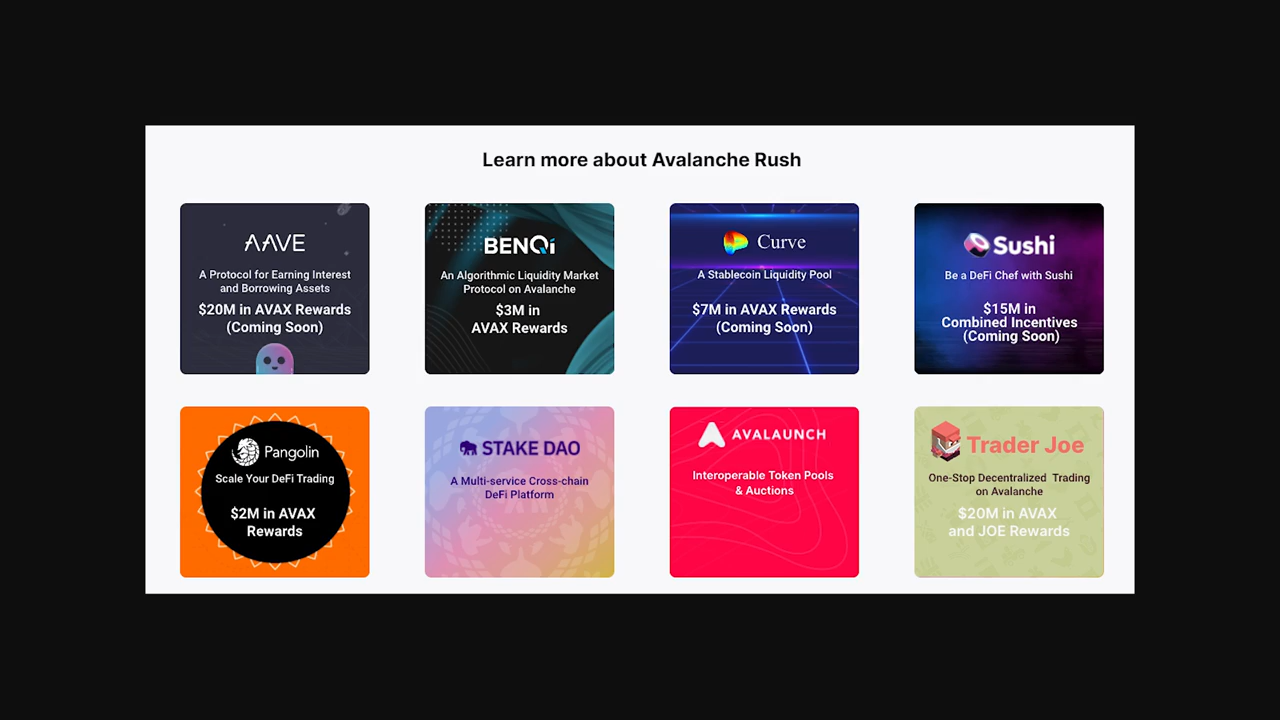 Learn more about Avalanche Rush
AAVE
A Protocol for Earning Interest
and Borrowing Assets
$20M in AVAX Rewards
(Coming Soon)
BENQi
An Algorithmic Liquidity Market
Protocol on Avalanche
$3M in
AVAX Rewards
Curve
A Stablecoin Liquidity Pool
$7M in AVAX Rewards
(Coming Soon)
Sushi
Be a DeFi Chef with Sushi
$15M in
Combined Incentives
(Coming Soon)
Pangolin
Scale Your DeFi Trading
$2M in AVAX
Rewards
STAKE DAO
A Multi-service Cross-chain
DeFi Platform
AVALAUNCH
Interoperable Token Pools
& Auctions
Trader Joe
One-Stop Decentralized Trading
on Avalanche
$20M in AVAX
and JOE Rewards